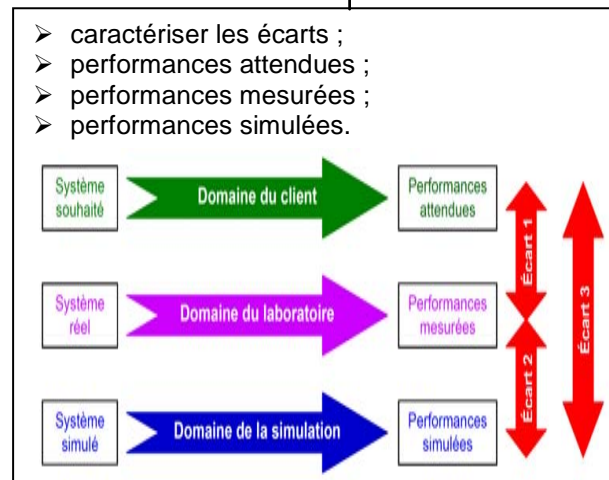 ➢ caractériser les écarts ;
➢ performances attendues ;
➢ performances mesurées ;
➢ performances simulées.
Système
souhaité
Domaine du client
Performances
attendues
Écart 1
Écart 3
Système
réel
Domaine du laboratoire
Performances
mesurées
Écart 2
Système
simulé
Domaine de la simulation
Performances
simulées